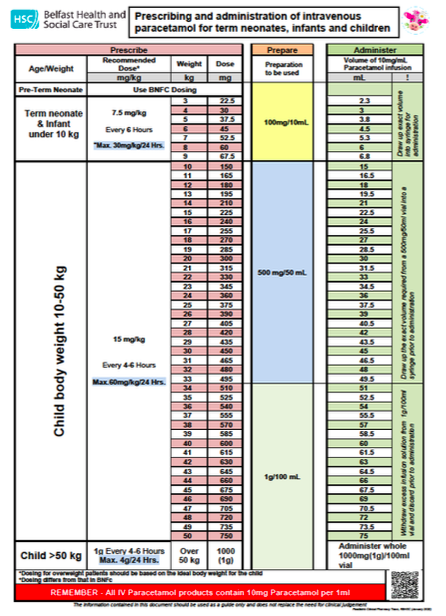 HSC Belfast Health and Social Care Trust
Prescribing and administration of intravenous
paracetamol for term neonates, infants and children
Prescribe Prepare Administer
Age/Weight Recommended Dose* Weight Dose Preparation to be used Volume of 10mg/mL Paracetamol infusion
mg/kg kg mg mL !
Pre-Term Neonate Use BNFC Dosing
Term neonate & Infant under 10 kg
7.5 mg/kg
Every 6 Hours
*Max. 30mg/kg/24 Hrs.
100mg/10mL
Draw up exact volume into syringe for administration
3 22.5 2.3
4 30 3
5 37.5 3.8
6 45 4.5
7 52.5 5.3
8 60 6
9 67.5 6.8
Child body weight 10-50 kg
15 mg/kg
Every 4-6 Hours
Max.60mg/kg/24 Hrs.
500 mg/50 mL
Draw up the exact volume required from a 500mg/50ml vial into a syringe prior to administration
10 150 15
11 165 16.5
12 180 18
13 195 19.5
14 210 21
15 225 22.5
16 240 24
17 255 25.5
18 270 27
19 285 28.5
20 300 30
21 315 31.5
22 330 33
23 345 34.5
24 360 36
25 375 37.5
26 390 39
27 405 40.5
28 420 42
29 435 43.5
30 450 45
31 465 46.5
32 480 48
33 495 49.5
1g/100 mL
Withdraw excess infusion solution from 1g/100ml vial and discard prior to administration
34 510 51
35 525 52.5
36 540 54
37 555 55.5
38 570 57
39 585 58.5
40 600 60
41 615 61.5
42 630 63
43 645 64.5
44 660 66
45 675 67.5
46 690 69
47 705 70.5
48 720 72
49 735 73.5
50 750 75
Child >50 kg
1g Every 4-6 Hours
Max. 4g/24 Hrs.
Over 50 kg
1000 (1g)
Administer whole 1000mg(1g)/100ml vial
*Dosing for overweight patients should be based on the ideal body weight for the child
*Dosing differs from that in BNFc
REMEMBER - All IV Paracetamol products contain 10mg Paracetamol per 1ml
The information contained in this document should be used as a guide only and does not replace the need for clinical judgement